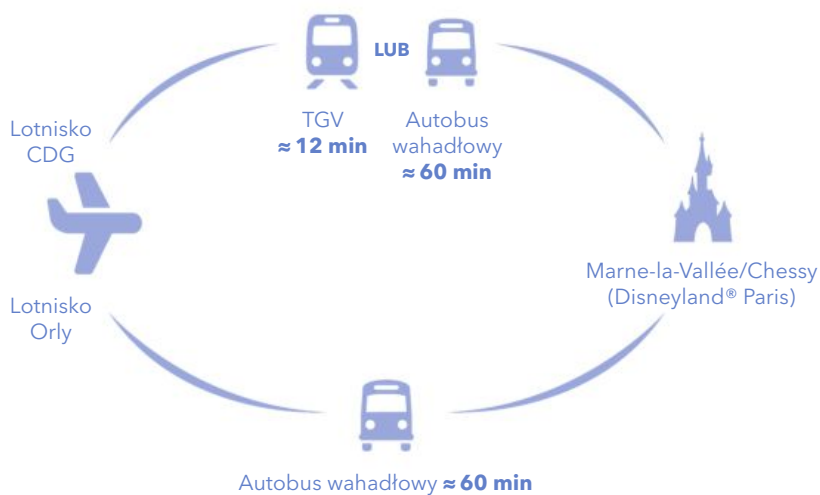 LUB
TGV
≈ 12 min
Autobus
wahadłowy
≈ 60 min
Lotnisko
CDG
Marne-la-Vallée/Chessy
(Disneyland® Paris)
Lotnisko
Orly
Autobus wahadłowy ≈ 60 min